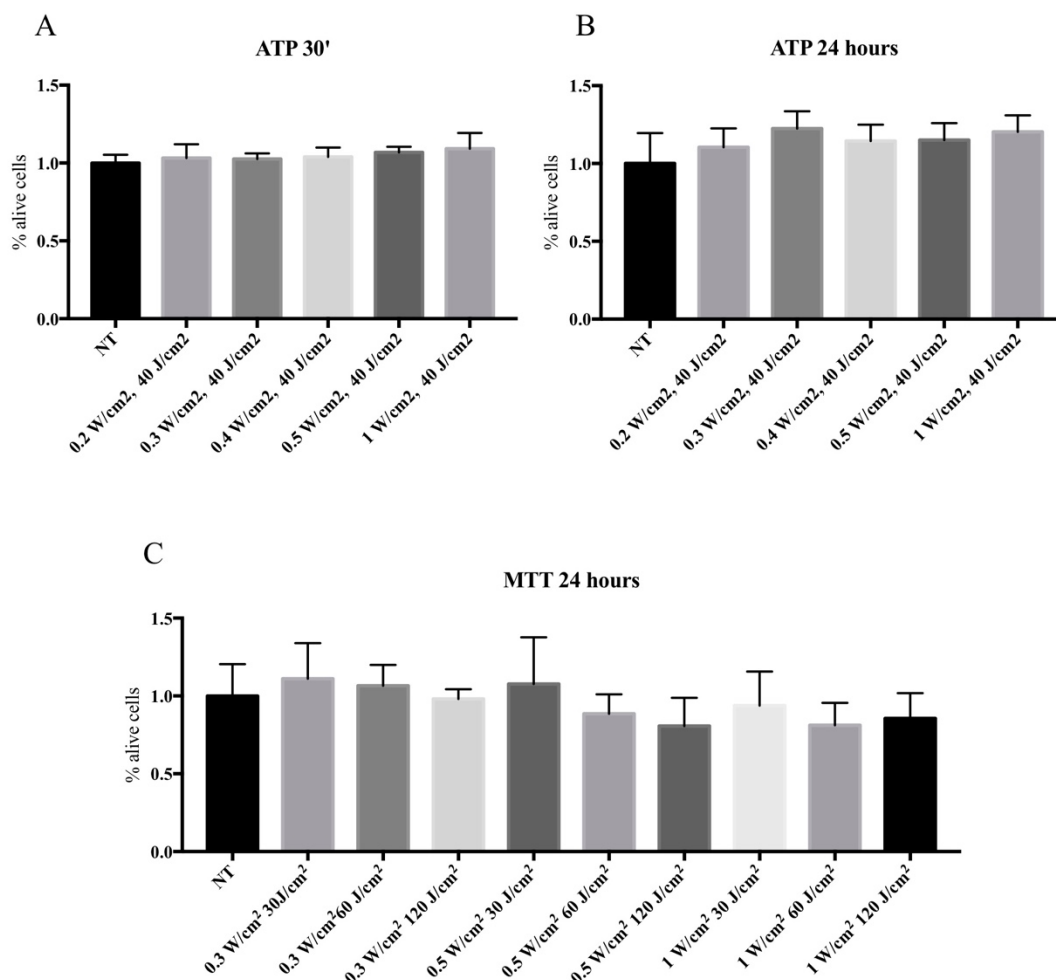 A
ATP 30'
% alive cells
1.5
1.0
0.5
0.0
NT
0.2 W/cm2, 40 J/cm2
0.3 W/cm2, 40 J/cm2
0.4 W/cm2, 40 J/cm2
0.5 W/cm2, 40 J/cm2
1 W/cm2, 40 J/cm2
B
ATP 24 hours
% alive cells
1.5
1.0
0.5
0.0
NT
0.2 W/cm2, 40 J/cm2
0.3 W/cm2, 40 J/cm2
0.4 W/cm2, 40 J/cm2
0.5 W/cm2, 40 J/cm2
1 W/cm2, 40 J/cm2
C
MTT 24 hours
% alive cells
1.5
1.0
0.5
0.0
NT
0.3 W/cm² 30J/cm²
0.3 W/cm²60 J/cm²
0.3 W/cm² 120 J/cm²
0.5 W/cm² 30 J/cm²
0.5 W/cm² 60 J/cm²
0.5 W/cm² 120 J/cm²
1 W/cm² 30 J/cm²
1 W/cm² 60 J/cm²
1 W/cm² 120 J/cm²